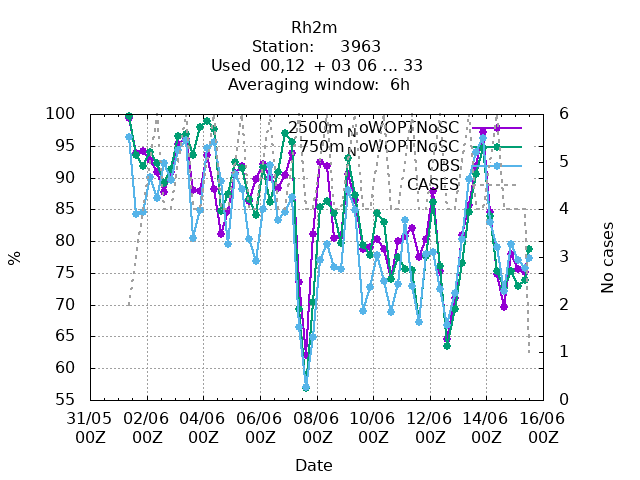 Rh2m
Station: 3963
Used 00,12 + 03 06 ... 33
Averaging window: 6h
100
95
90
85
80
75
70
65
60
55
%
6
5
4
3
2
1
0
No cases
2500m NoWOPTNoSC
750m NoWOPTNoSC
OBS
CASES
31/05 02/06 04/06 06/06 08/06 10/06 12/06 14/06 16/06
00Z 00Z 00Z 00Z 00Z 00Z 00Z 00Z 00Z
Date